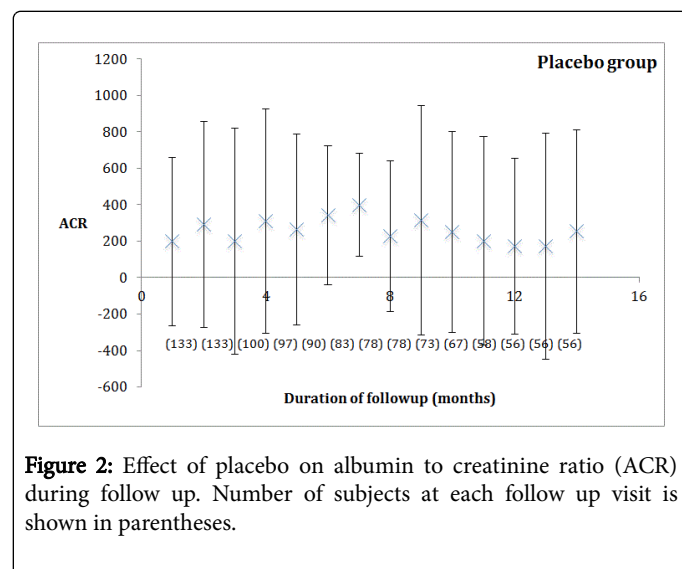 Placebo group
1200
1000
800
600
400
200
0
-200
-400
-600
ACR
0 4 8 12 16
(133) (133) (100) (97) (90) (83) (78) (78) (73) (67) (58) (56) (56) (56)
Duration of followup (months)
Figure 2: Effect of placebo on albumin to creatinine ratio (ACR)
during follow up. Number of subjects at each follow up visit is
shown in parentheses.